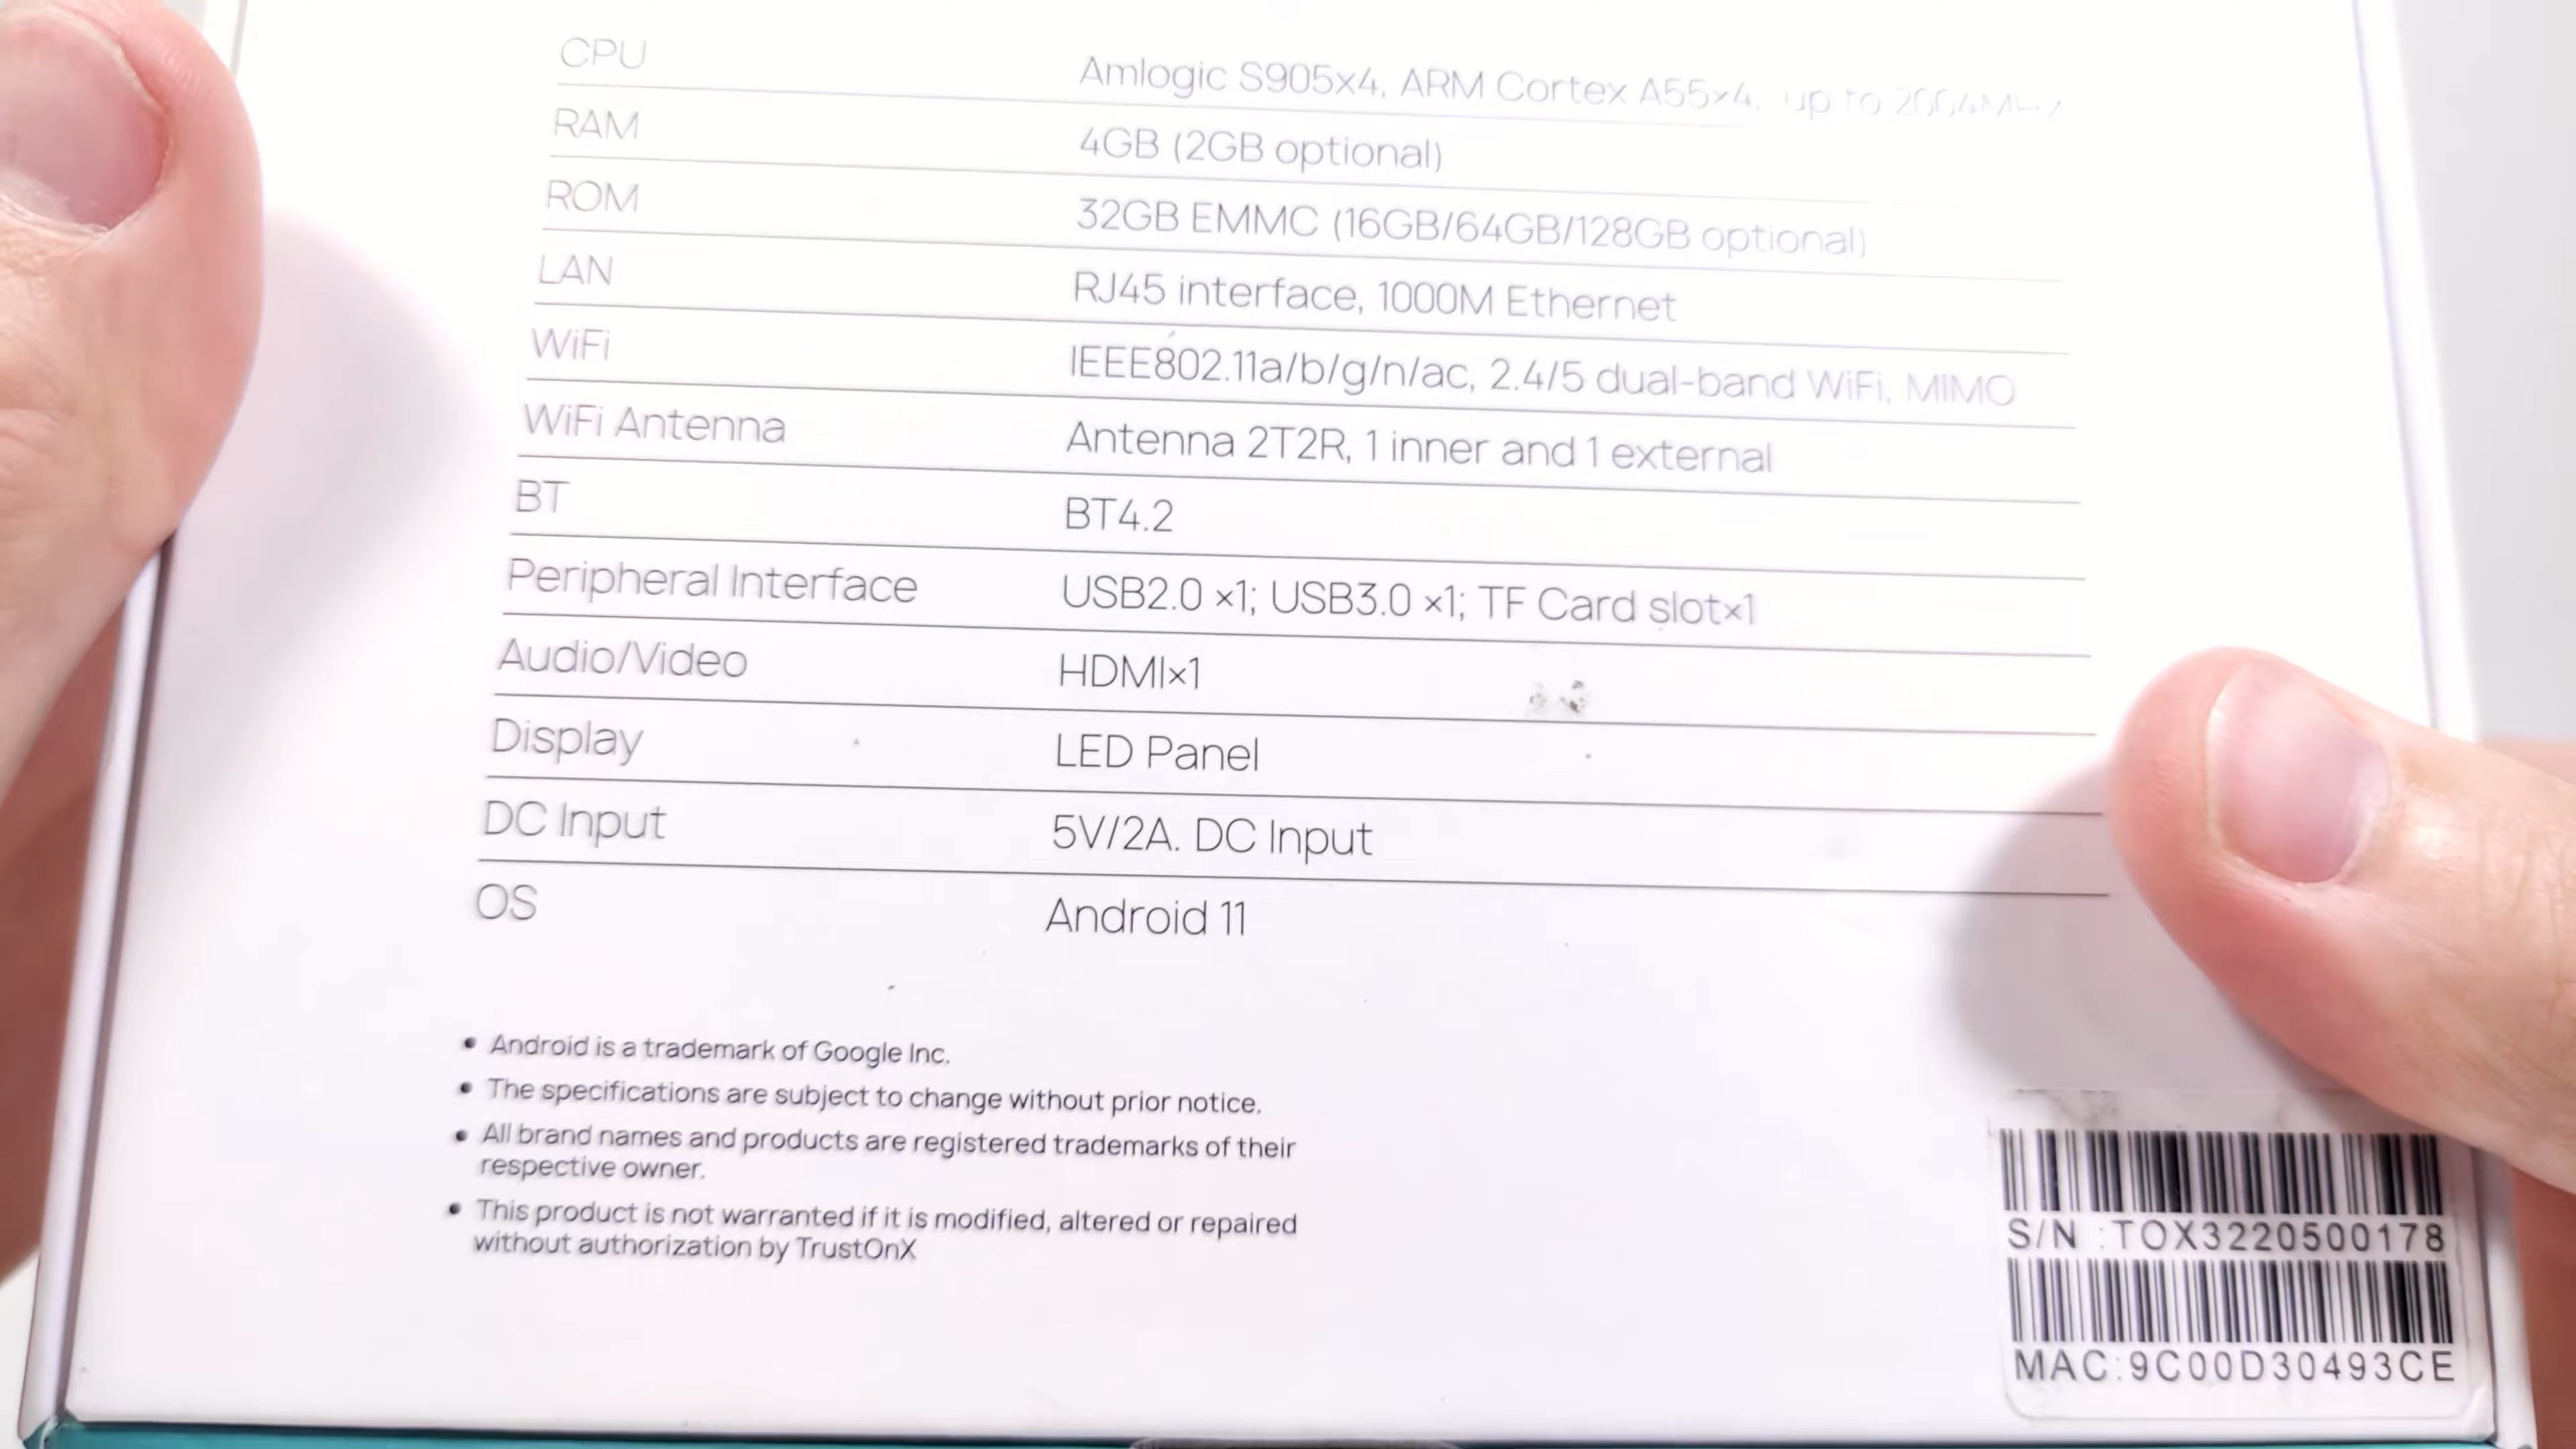 CPU Amlogic S905x4, ARM Cortex A55×4, up to 2004MHz
RAM 4GB (2GB optional)
ROM 32GB EMMC (16GB/64GB/128GB optional)
LAN RJ45 interface, 1000M Ethernet
WiFi IEEE802.11a/b/g/n/ac, 2.4/5 dual-band WiFi, MIMO
WiFi Antenna Antenna 2T2R, 1 inner and 1 external
BT BT4.2
Peripheral Interface USB2.0 ×1; USB3.0 ×1; TF Card slot×1
Audio/Video HDMI×1
Display LED Panel
DC Input 5V/2A. DC Input
OS Android 11
• Android is a trademark of Google Inc.
• The specifications are subject to change without prior notice.
• All brand names and products are registered trademarks of their
respective owner.
• This product is not warranted if it is modified, altered or repaired
without authorization by TrustOnX
S/N :TOX3220500178
MAC:9C00D30493CE